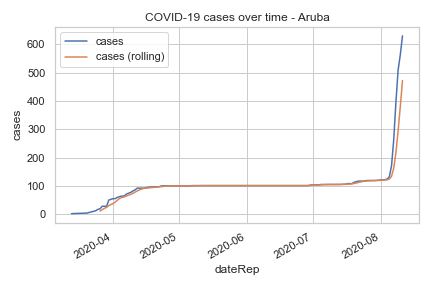 COVID-19 cases over time - Aruba
cases
cases (rolling)
600
500
400
300
200
100
0
cases
2020-04
2020-05
2020-06
2020-07
2020-08
dateRep